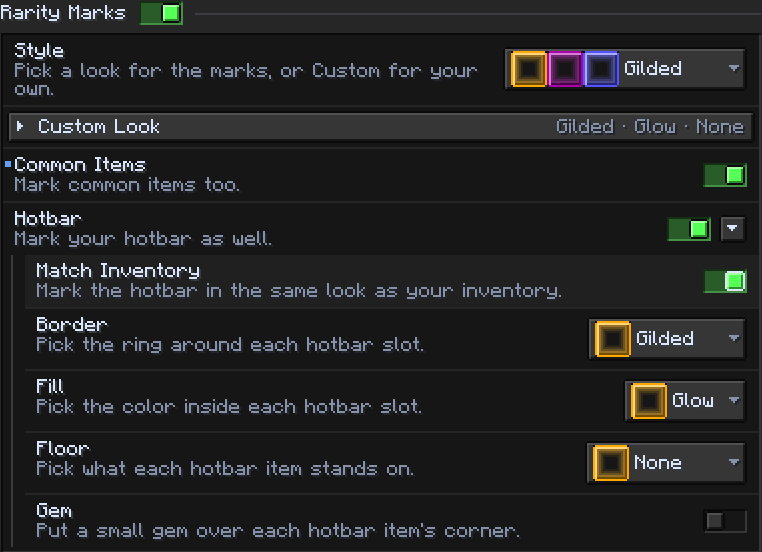 Rarity Marks
Style
Pick a look for the marks, or Custom for your
own.
Gilded
Custom Look
Gilded · Glow · None
Common Items
Mark common items too.
Hotbar
Mark your hotbar as well.
Match Inventory
Mark the hotbar in the same look as your inventory.
Border
Pick the ring around each hotbar slot.
Gilded
Fill
Pick the color inside each hotbar slot.
Glow
Floor
Pick what each hotbar item stands on.
None
Gem
Put a small gem over each hotbar item's corner.